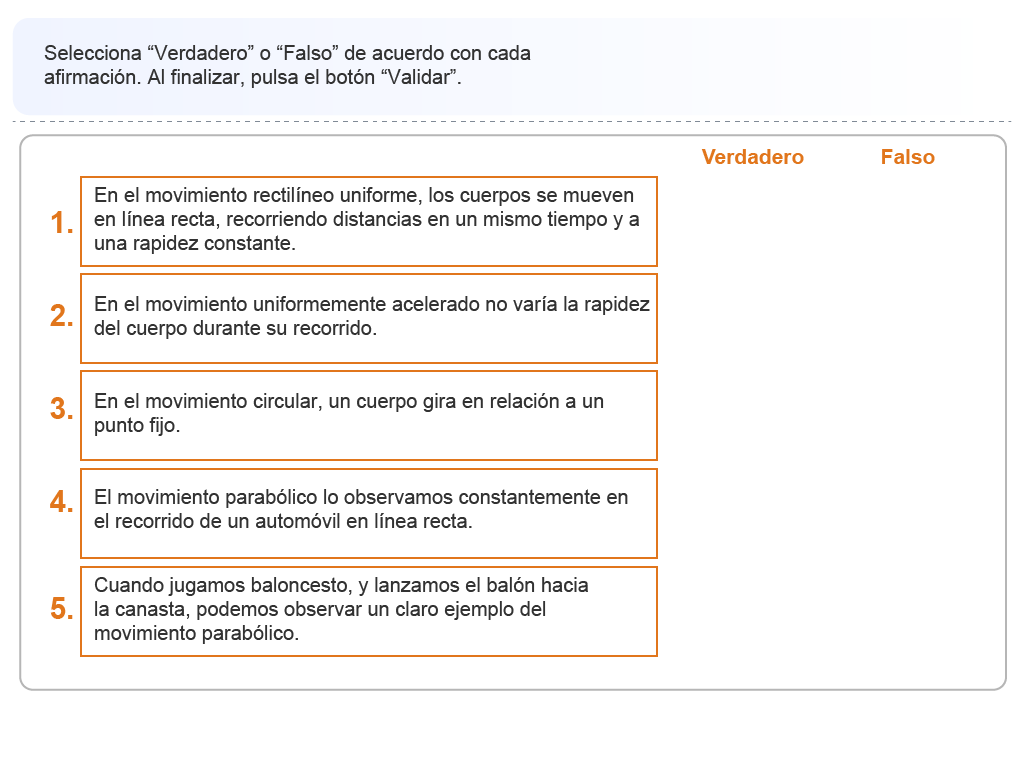 Selecciona “Verdadero” o “Falso” de acuerdo con cada
afirmación. Al finalizar, pulsa el botón “Validar”.
Verdadero Falso
1. En el movimiento rectilíneo uniforme, los cuerpos se mueven
en línea recta, recorriendo distancias en un mismo tiempo y a
una rapidez constante.
2. En el movimiento uniformemente acelerado no varía la rapidez
del cuerpo durante su recorrido.
3. En el movimiento circular, un cuerpo gira en relación a un
punto fijo.
4. El movimiento parabólico lo observamos constantemente en
el recorrido de un automóvil en línea recta.
5. Cuando jugamos baloncesto, y lanzamos el balón hacia
la canasta, podemos observar un claro ejemplo del
movimiento parabólico.